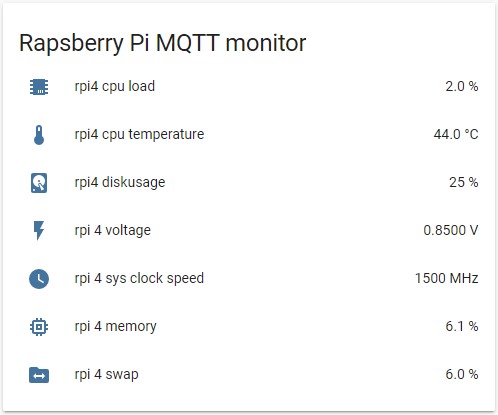 Rapsberry Pi MQTT monitor
rpi4 cpu load 2.0 %
rpi4 cpu temperature 44.0 °C
rpi4 diskusage 25 %
rpi 4 voltage 0.8500 V
rpi 4 sys clock speed 1500 MHz
rpi 4 memory 6.1 %
rpi 4 swap 6.0 %